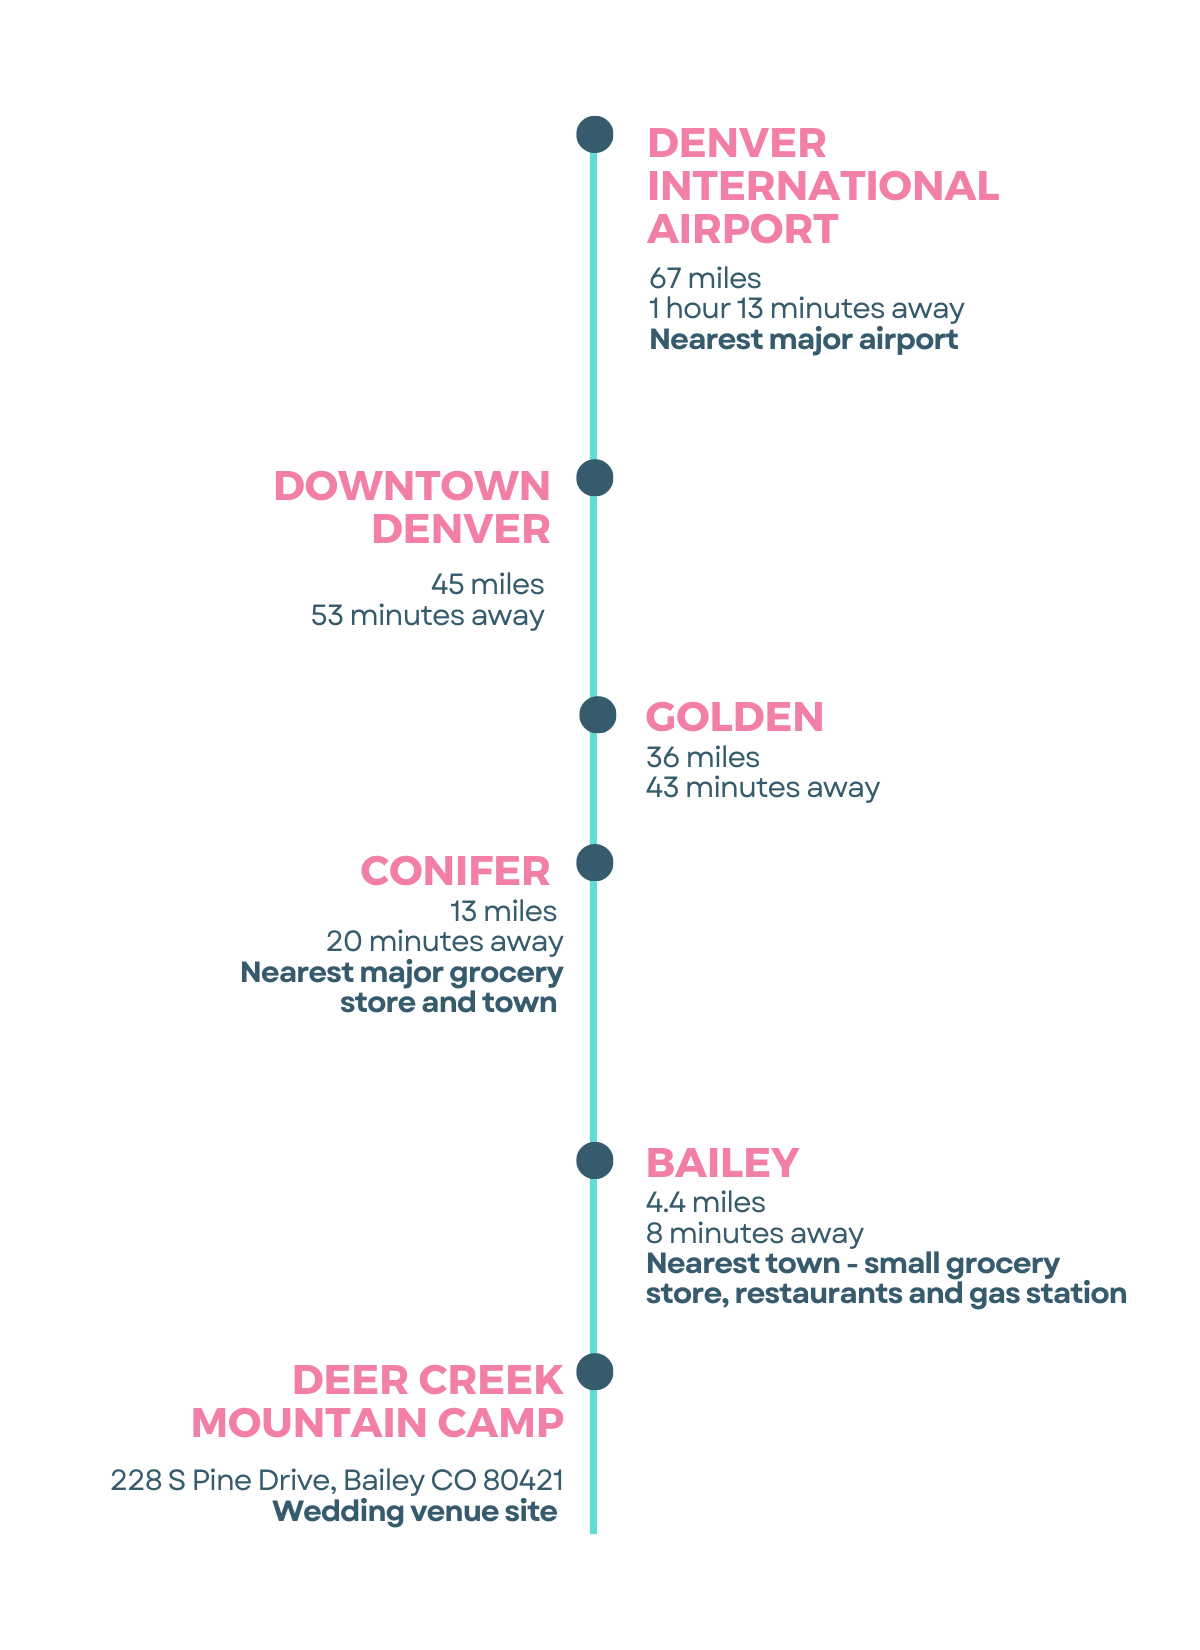 DENVER
INTERNATIONAL
AIRPORT
67 miles
1 hour 13 minutes away
Nearest major airport
DOWNTOWN
DENVER
45 miles
53 minutes away
GOLDEN
36 miles
43 minutes away
CONIFER
13 miles
20 minutes away
Nearest major grocery
store and town
BAILEY
4.4 miles
8 minutes away
Nearest town - small grocery
store, restaurants and gas station
DEER CREEK
MOUNTAIN CAMP
228 S Pine Drive, Bailey CO 80421
Wedding venue site